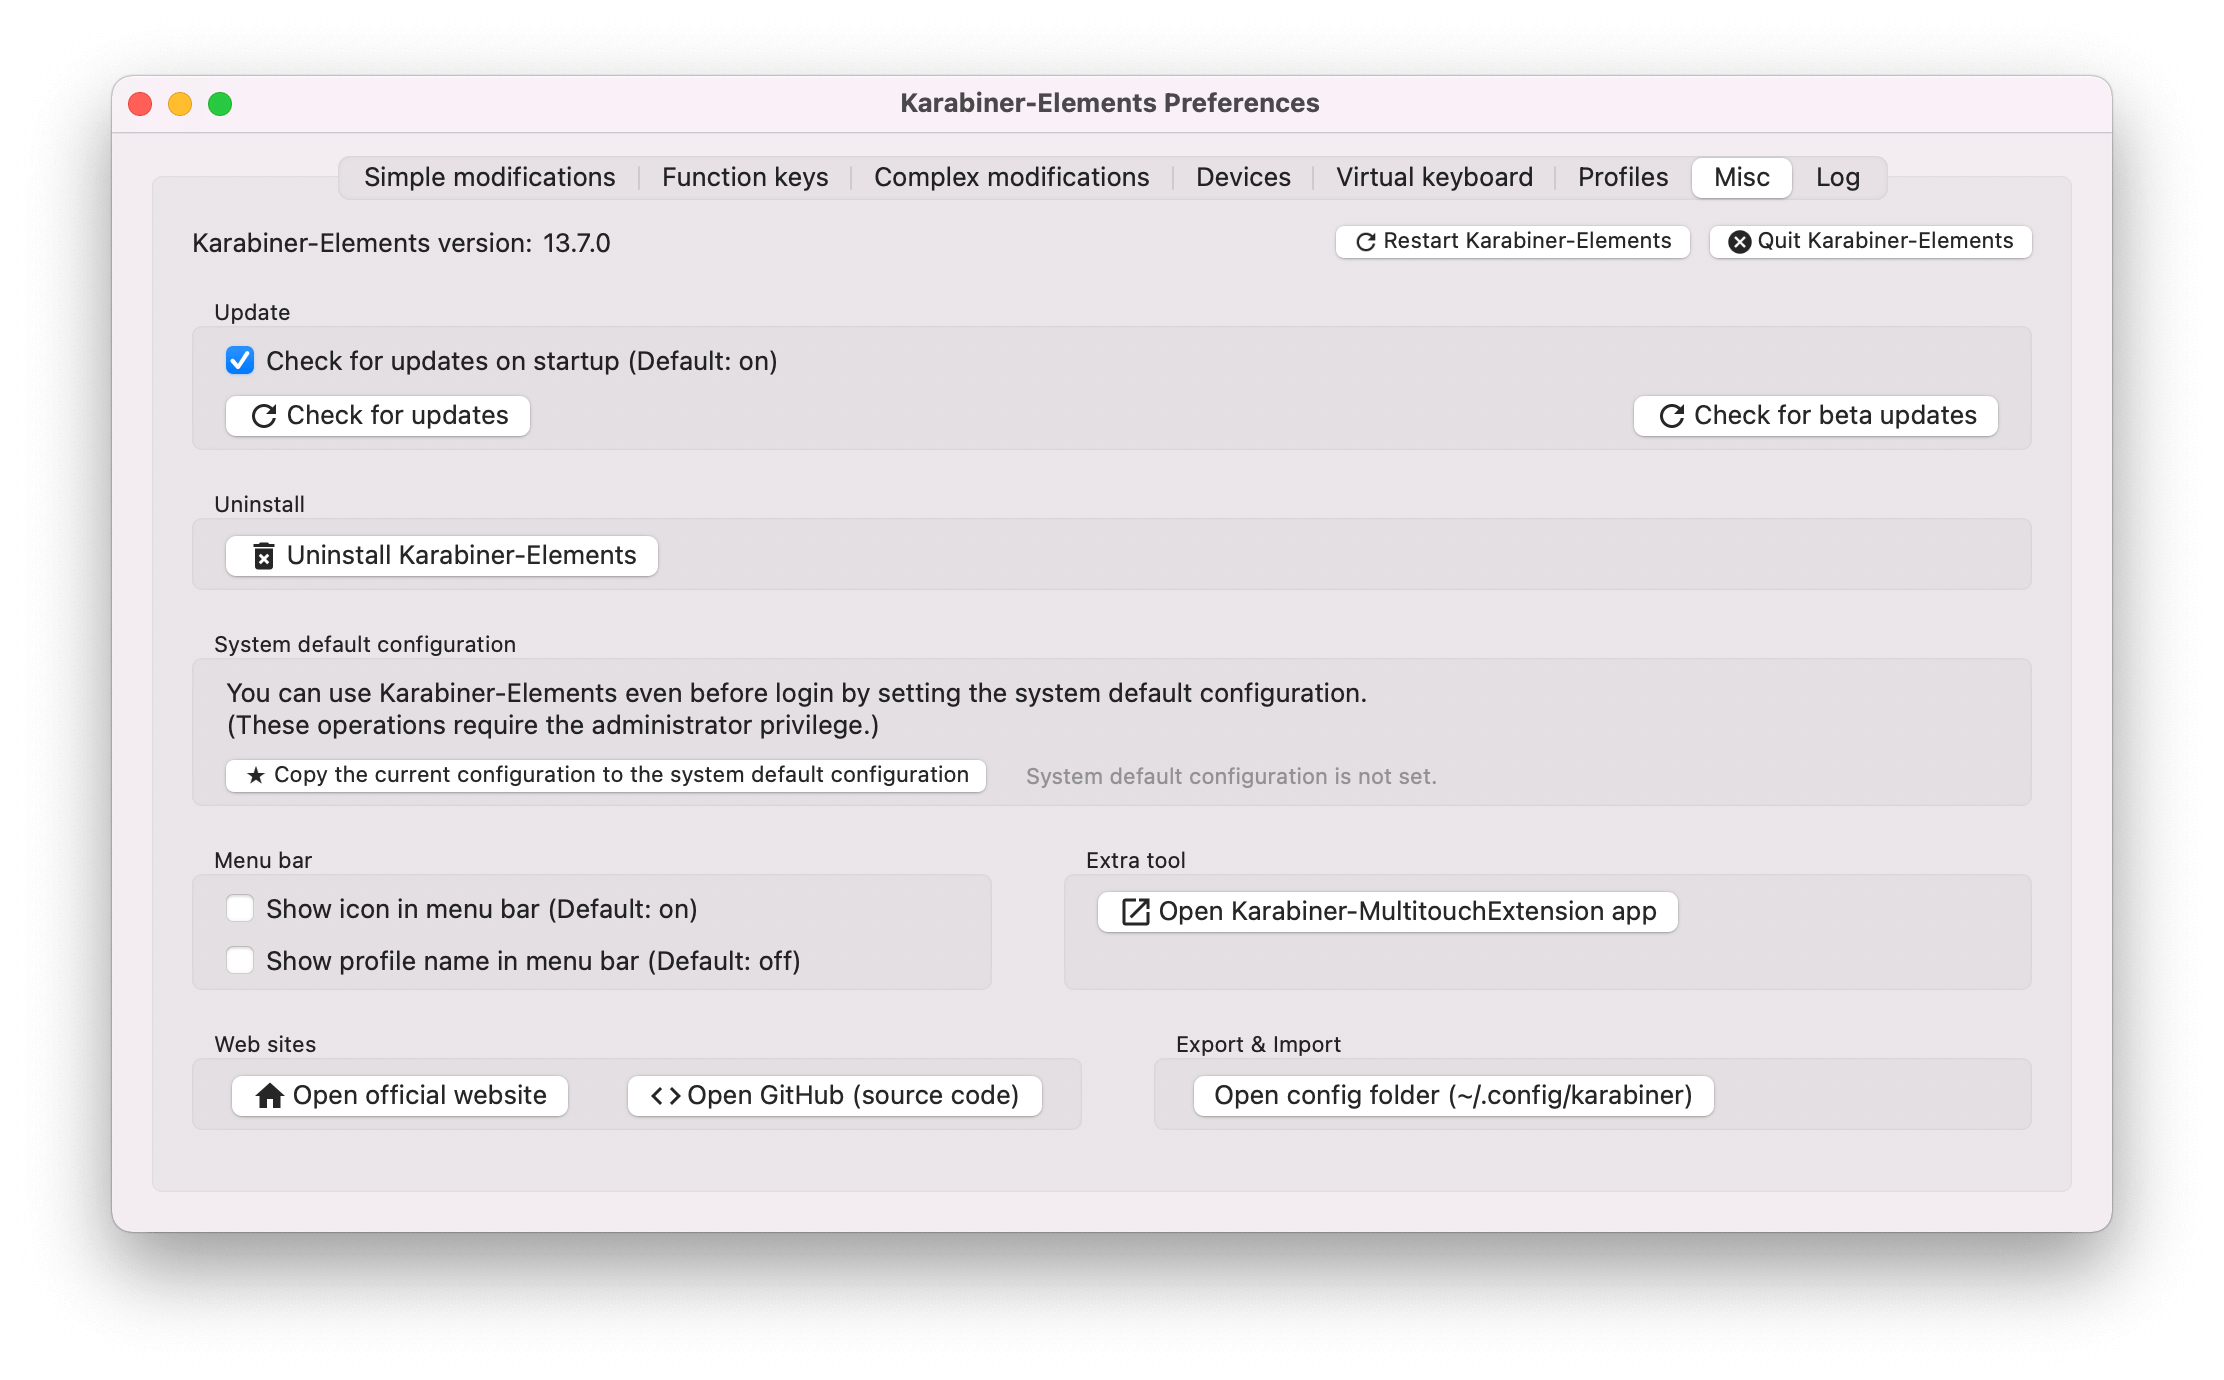 Karabiner-Elements Preferences
Simple modifications Function keys Complex modifications Devices Virtual keyboard Profiles Misc Log
Karabiner-Elements version: 13.7.0
Restart Karabiner-Elements
Quit Karabiner-Elements
Update
Check for updates on startup (Default: on)
Check for updates
Check for beta updates
Uninstall
Uninstall Karabiner-Elements
System default configuration
You can use Karabiner-Elements even before login by setting the system default configuration.
(These operations require the administrator privilege.)
★ Copy the current configuration to the system default configuration
System default configuration is not set.
Menu bar
Show icon in menu bar (Default: on)
Show profile name in menu bar (Default: off)
Extra tool
Open Karabiner-MultitouchExtension app
Web sites
Open official website
Open GitHub (source code)
Export & Import
Open config folder (~/.config/karabiner)